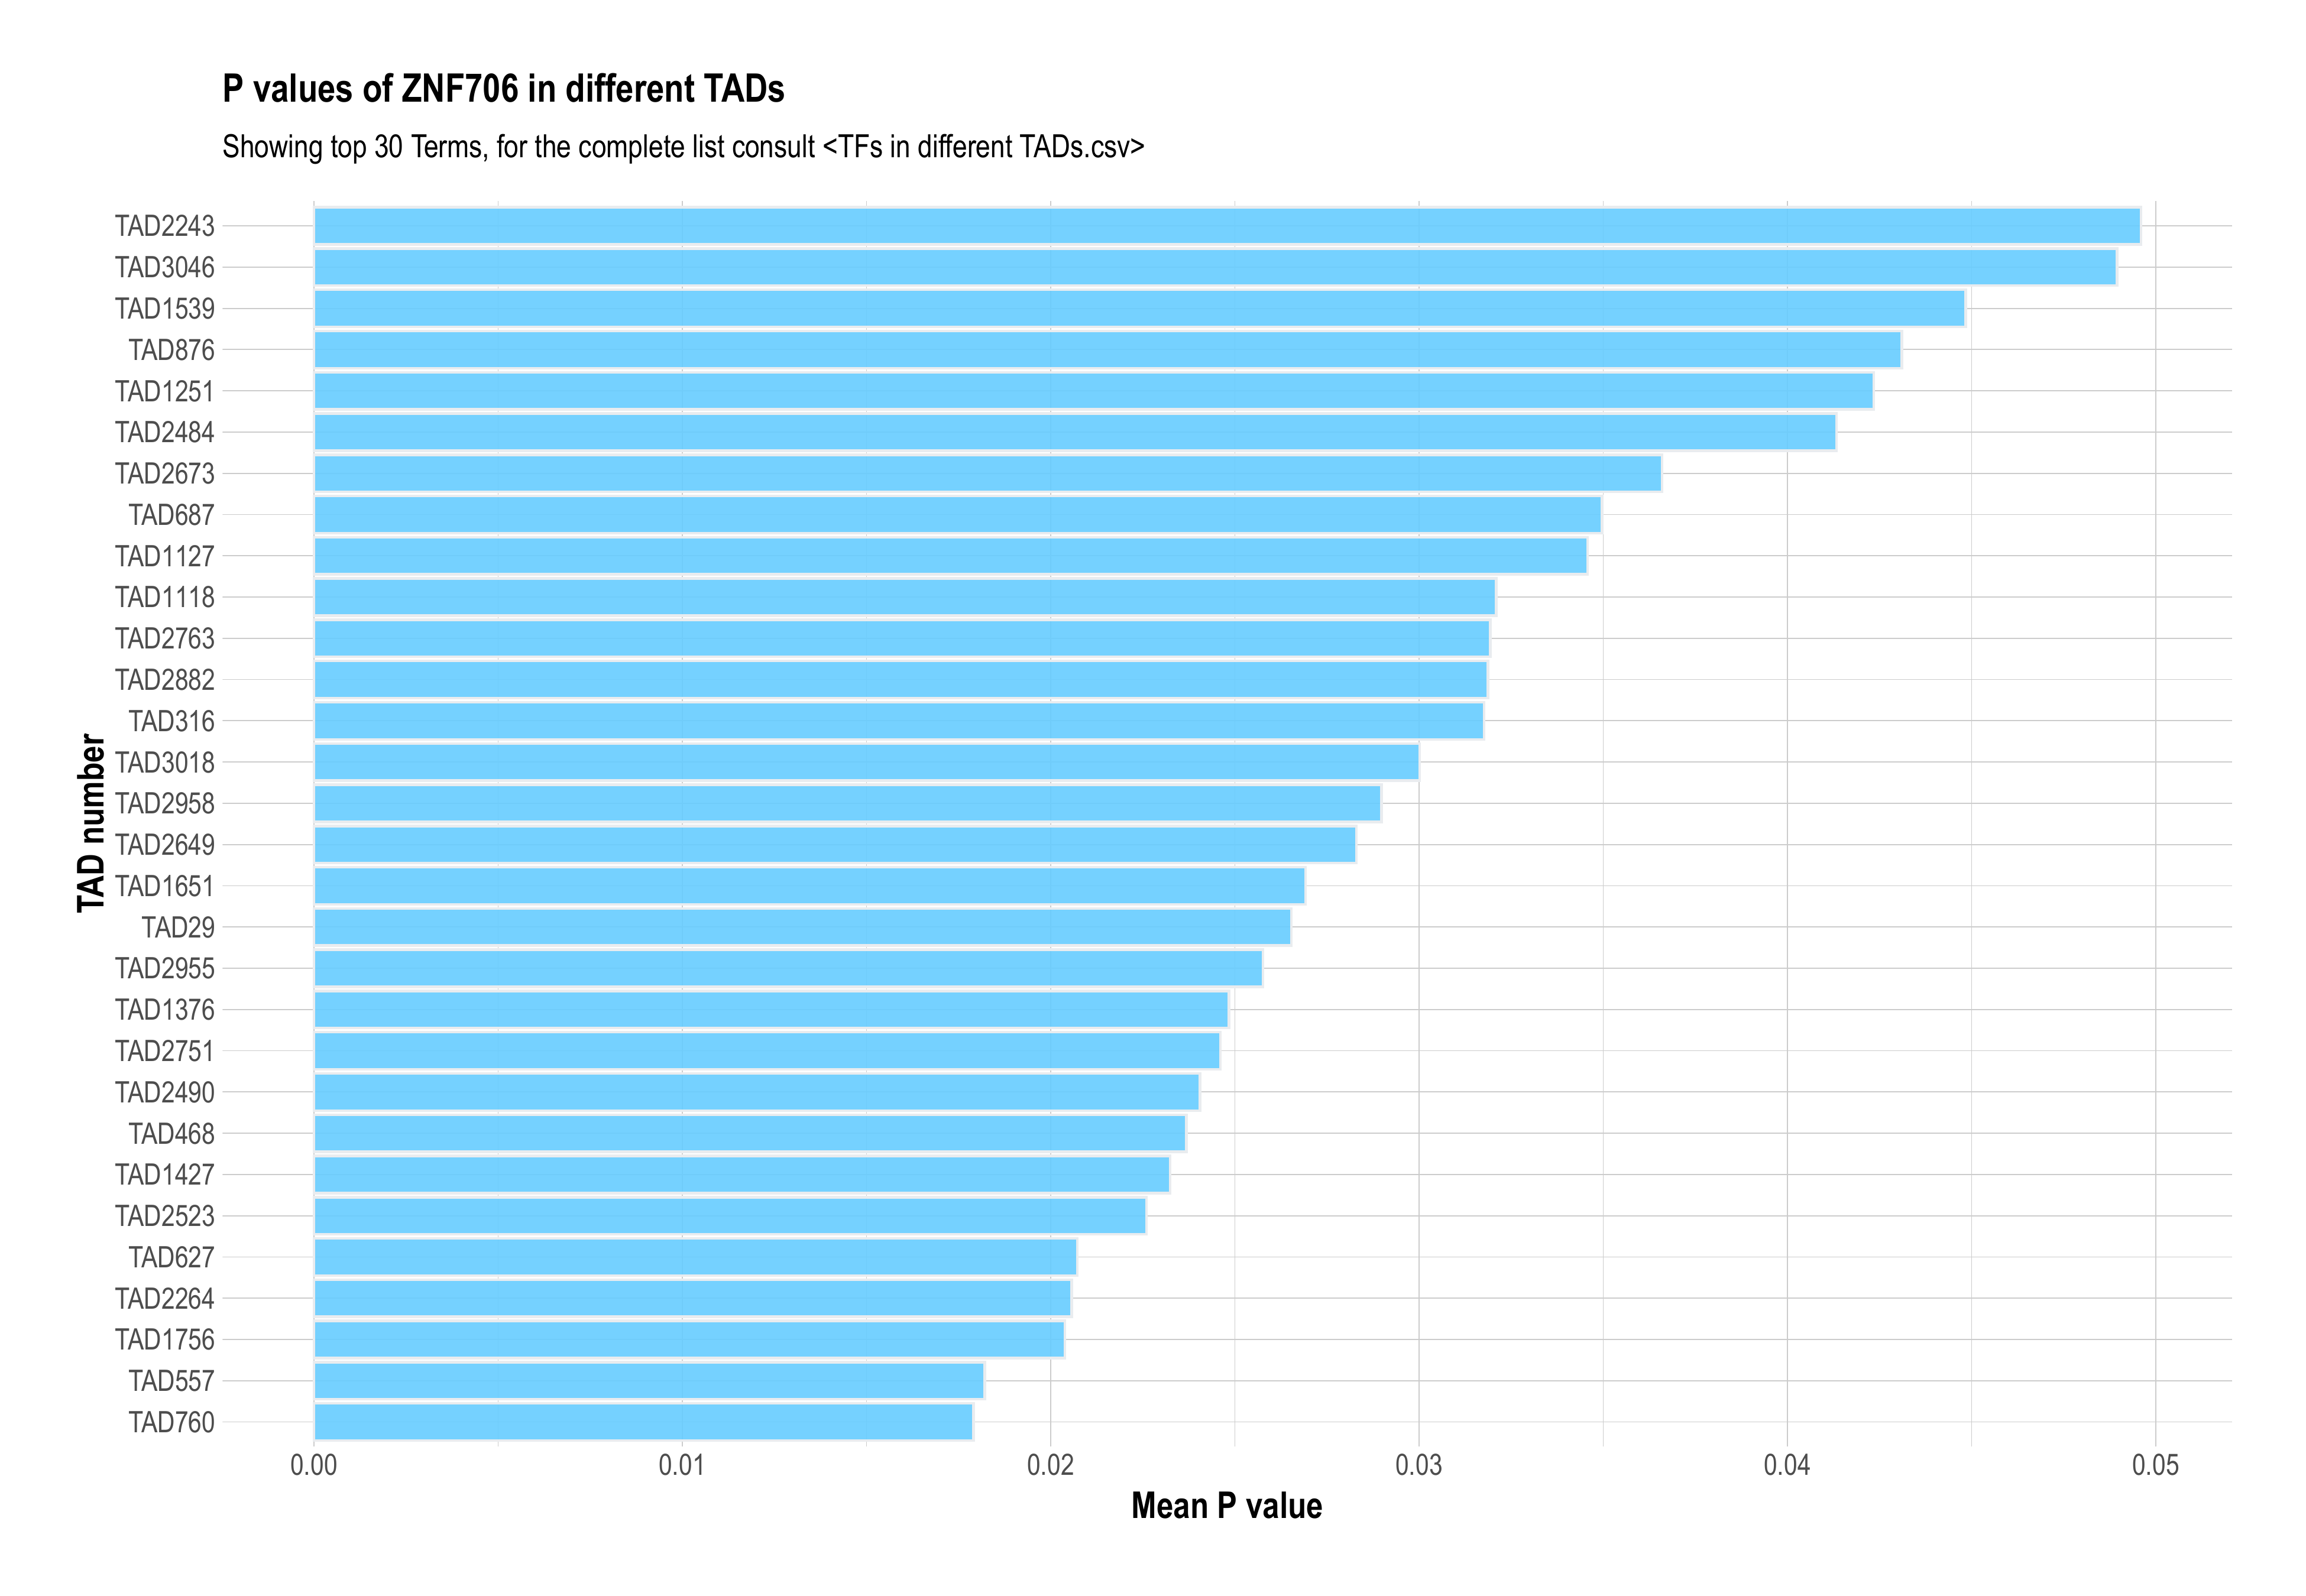 P values of ZNF706 in different TADs
Showing top 30 Terms, for the complete list consult <TFs in different TADs.csv>
TAD number
TAD2243
TAD3046
TAD1539
TAD876
TAD1251
TAD2484
TAD2673
TAD687
TAD1127
TAD1118
TAD2763
TAD2882
TAD316
TAD3018
TAD2958
TAD2649
TAD1651
TAD29
TAD2955
TAD1376
TAD2751
TAD2490
TAD468
TAD1427
TAD2523
TAD627
TAD2264
TAD1756
TAD557
TAD760
0.00 0.01 0.02 0.03 0.04 0.05
Mean P value